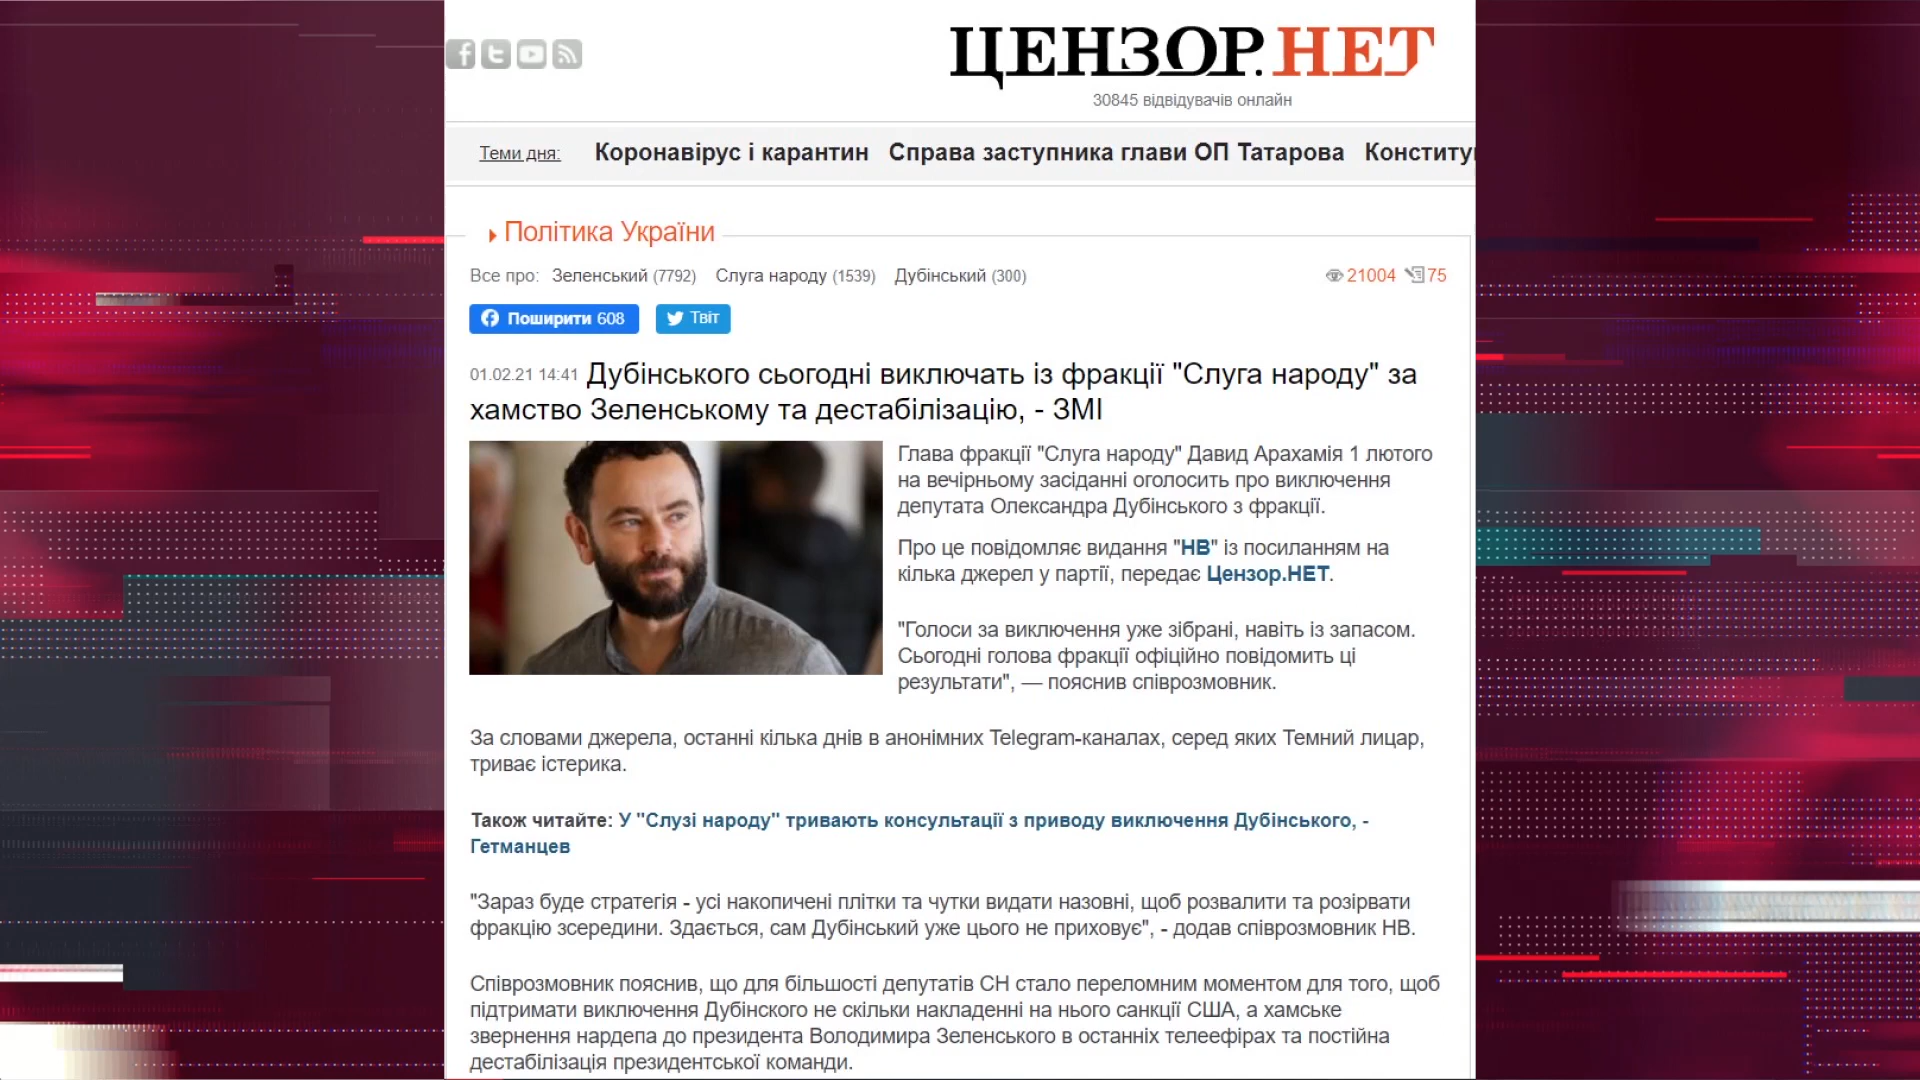 ЦЕНЗОР.НЕТ
30845 відвідувачів онлайн
Теми дня: Коронавірус і карантин Справа заступника глави ОП Татарова
Політика України
Все про: Зеленський (7792) Слуга народу (1539) Дубінський (300) 21004 75
Поширити 608 Твіт
01.02.21 14:41 Дубінського сьогодні виключать із фракції "Слуга народу" за
хамство Зеленському та дестабілізацію, - ЗМІ
Глава фракції "Слуга народу" Давид Арахамія 1 лютого
на вечірньому засіданні оголосить про виключення
депутата Олександра Дубінського з фракції.
Про це повідомляє видання "НВ" із посиланням на
кілька джерел у партії, передає Цензор.НЕТ.
"Голоси за виключення уже зібрані, навіть із запасом.
Сьогодні голова фракції офіційно повідомить ці
результати", — пояснив співрозмовник.
За словами джерела, останні кілька днів в анонімних Telegram-каналах, серед яких Темний лицар,
триває істерика.
Також читайте: У "Слузі народу" тривають консультації з приводу виключення Дубінського, -
Гетманцев
"Зараз буде стратегія - усі накопичені плітки та чутки видати назовні, щоб розвалити та розірвати
фракцію зсередини. Здається, сам Дубінський уже цього не приховує", - додав співрозмовник НВ.
Співрозмовник пояснив, що для більшості депутатів СН стало переломним моментом для того, щоб
підтримати виключення Дубінского не скільки накладенні на нього санкції США, а хамське
звернення нардепа до президента Володимира Зеленського в останніх телеефірах та постійна
дестабілізація президентської команди.